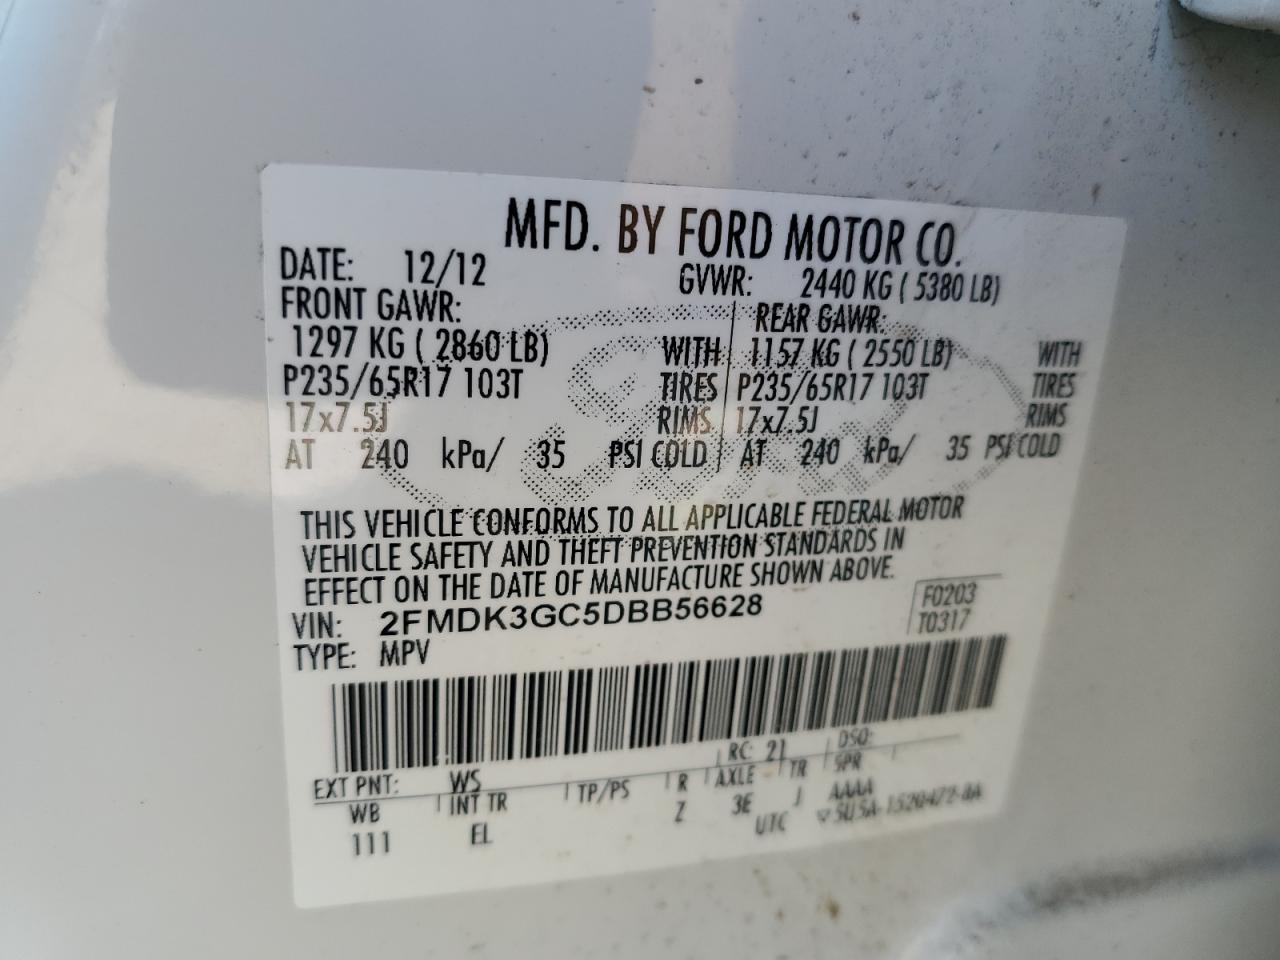 MFD. BY FORD MOTOR CO.
DATE: 12/12 GVWR: 2440 KG ( 5380 LB)
FRONT GAWR: REAR GAWR:
1297 KG ( 2860 LB) WITH 1157 KG ( 2550 LB) WITH
P235/65R17 103T TIRES P235/65R17 103T TIRES
17x7.5J RIMS 17x7.5J RIMS
AT 240 kPa/ 35 PSI COLD AT 240 kPa/ 35 PSI COLD
THIS VEHICLE CONFORMS TO ALL APPLICABLE FEDERAL MOTOR
VEHICLE SAFETY AND THEFT PREVENTION STANDARDS IN
EFFECT ON THE DATE OF MANUFACTURE SHOWN ABOVE.
VIN: 2FMDK3GC5DBB56628 F0203
TYPE: MPV T0317
EXT PNT: WS RC: 21 DSO:
WB INT TR TP/PS R AXLE TR SPR
111 EL Z 3E J AAAA
UTC 5U5A-1520472-BA